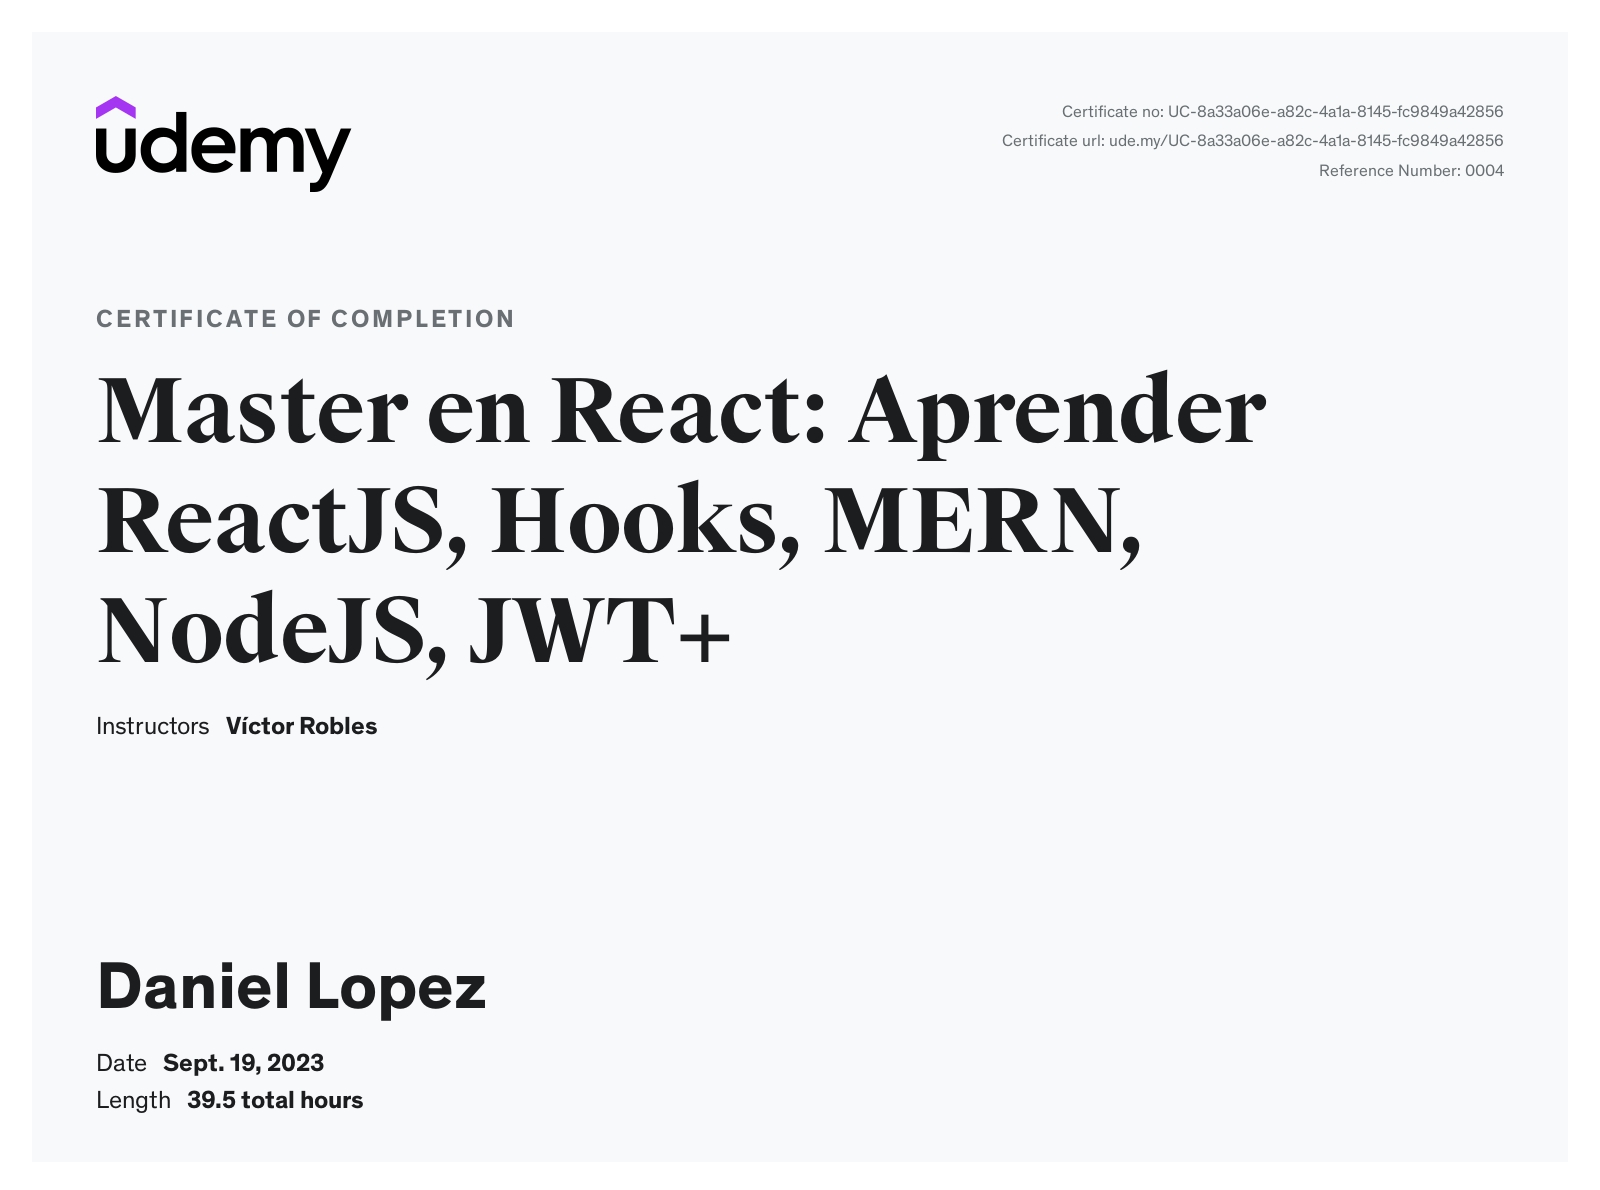 udemy
Certificate no: UC-8a33a06e-a82c-4a1a-8145-fc9849a42856
Certificate url: ude.my/UC-8a33a06e-a82c-4a1a-8145-fc9849a42856
Reference Number: 0004
CERTIFICATE OF COMPLETION
Master en React: Aprender
ReactJS, Hooks, MERN,
NodeJS, JWT+
Instructors Víctor Robles
Daniel Lopez
Date Sept. 19, 2023
Length 39.5 total hours